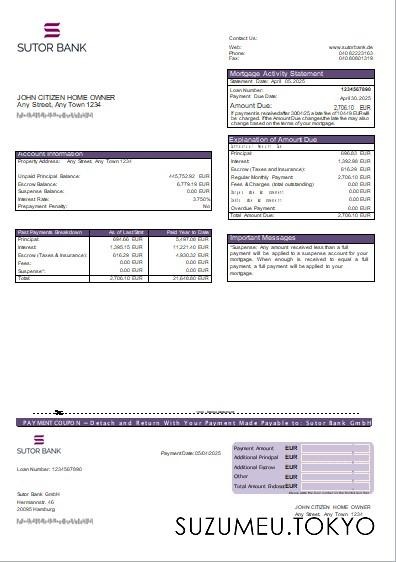 SUTOR BANK
Contact Us:
Web: www.sutorbank.de
Phone: 040 82223163
Fax: 040 80801319
Mortgage Activity Statement
Statement Date: April 05, 2025
Loan Number: 1234567890
Payment Due Date: April 30, 2025
Amount Due: 2,706.10 EUR
If payment is received after 30/04/25 a late fee of 104.49 EUR will be charged. If the Amount Due changes the late fee may also change based on the terms of your mortgage.
JOHN CITIZEN HOME OWNER
Any Street, Any Town 1234
Explanation of Amount Due
Principal: 696.83 EUR
Interest: 1,392.98 EUR
Escrow (Taxes and Insurance): 616.29 EUR
Regular Monthly Payment: 2,706.10 EUR
Fees & Charges (total outstanding) 0.00 EUR
0.00 EUR
0.00 EUR
Overdue Payment: 0.00 EUR
Total Amount Due: 2,706.10 EUR
Account Information
Property Address: Any Street, Any Town 1234
Unpaid Principal Balance: 445,752.92 EUR
Escrow Balance: 6,779.19 EUR
Suspense Balance: 0.00 EUR
Interest Rate: 3.750%
Prepayment Penalty: No
Past Payments Breakdown As of Last Stmt Paid Year to Date
Principal: 694.66 EUR 5,497.08 EUR
Interest: 1,395.15 EUR 11,221.40 EUR
Escrow (Taxes & Insurance): 616.29 EUR 4,930.32 EUR
Fees: 0.00 EUR 0.00 EUR
Suspense*: 0.00 EUR 0.00 EUR
Total: 2,706.10 EUR 21,648.80 EUR
Important Messages
*Suspense: Any amount received less than a full payment will be applied to a suspense account for your mortgage. When enough is received to equal a full payment, a full payment will be applied to your mortgage.
PAYMENT COUPON – Detach and Return With Your Payment Made Payable to: Sutor Bank GmbH
SUTOR BANK
Payment Date: 05/04/2025
Loan Number: 1234567890
Payment Amount EUR
Additional Principal EUR
Additional Escrow EUR
Other EUR
Total Amount Enclosed EUR
Sutor Bank GmbH
Hermannstr. 46
20095 Hamburg
JOHN CITIZEN HOME OWNER
Any Street, Any Town 1234
SUZUMEU.TOKYO